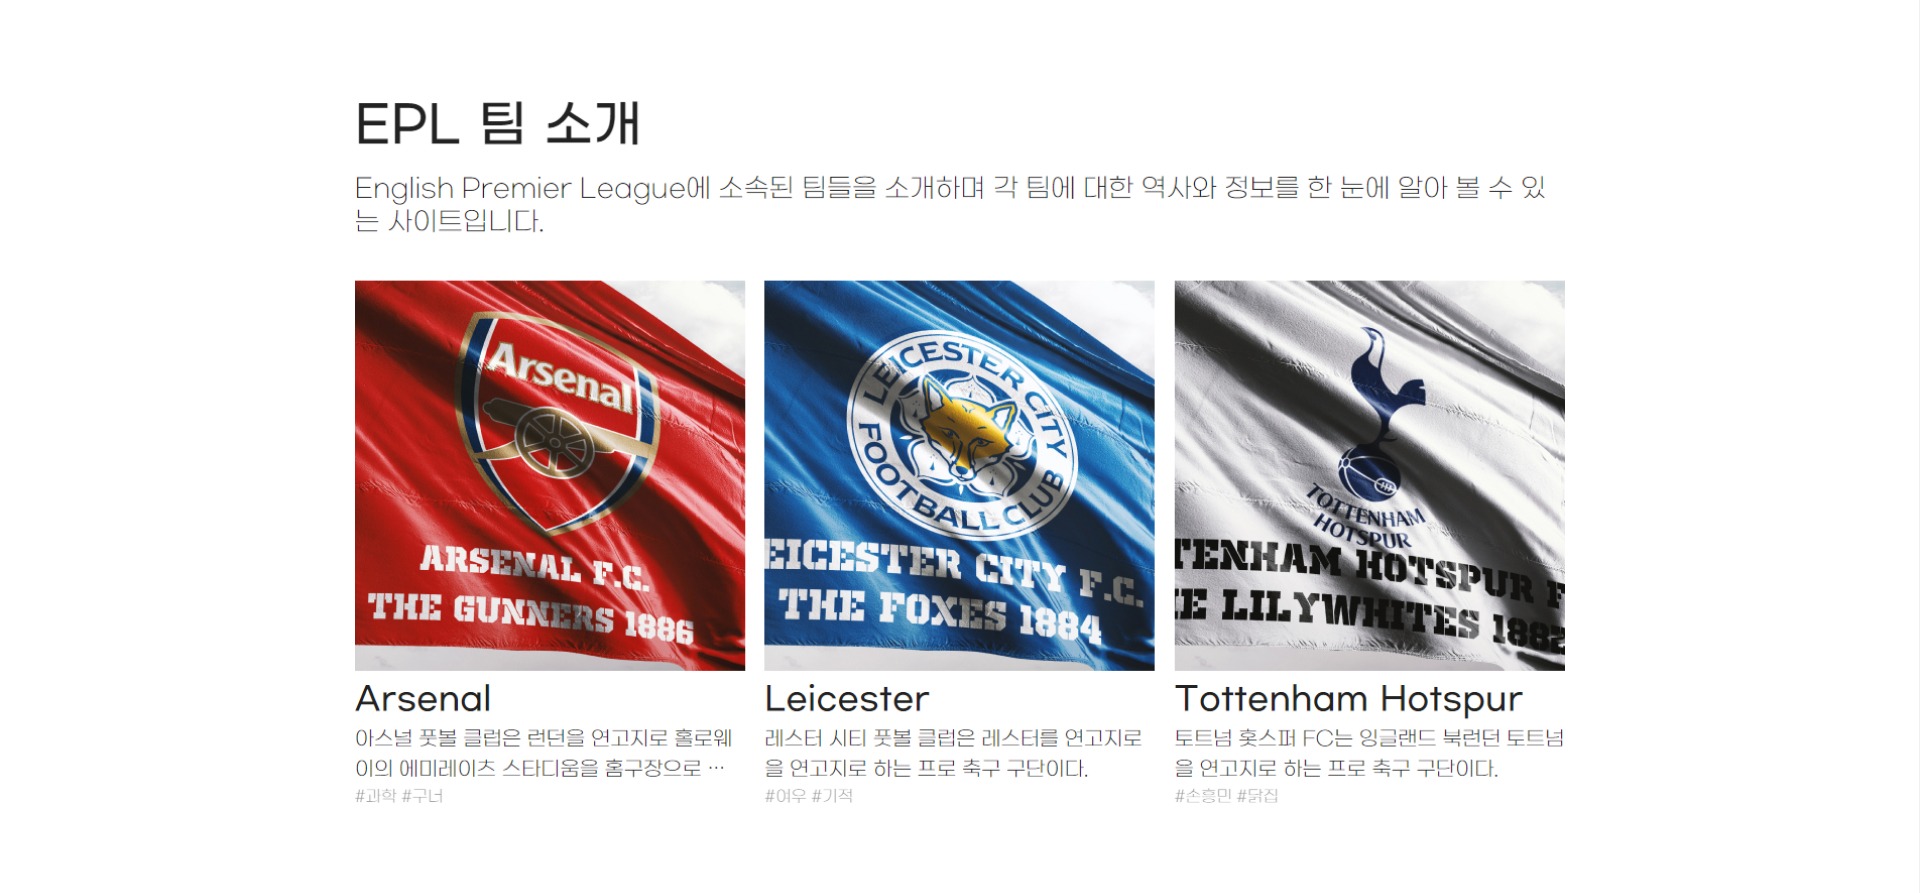 EPL 팀 소개
English Premier League에 소속된 팀들을 소개하며 각 팀에 대한 역사와 정보를 한 눈에 알아 볼 수 있
는 사이트입니다.
Arsenal
ARSENAL F.C.
THE GUNNERS 1886
LEICESTER CITY
FOOTBALL CLUB
EICESTER CITY F.C.
THE FOXES 1884
TOTTENHAM
HOTSPUR
TENHAM HOTSPUR F
E LILYWHITES 1882
Arsenal
아스널 풋볼 클럽은 런던을 연고지로 홀로웨
이의 에미레이츠 스타디움을 홈구장으로 …
#과학 #구너
Leicester
레스터 시티 풋볼 클럽은 레스터를 연고지로
을 연고지로 하는 프로 축구 구단이다.
#여우 #기적
Tottenham Hotspur
토트넘 홋스퍼 FC는 잉글랜드 북런던 토트넘
을 연고지로 하는 프로 축구 구단이다.
#손흥민 #닭집